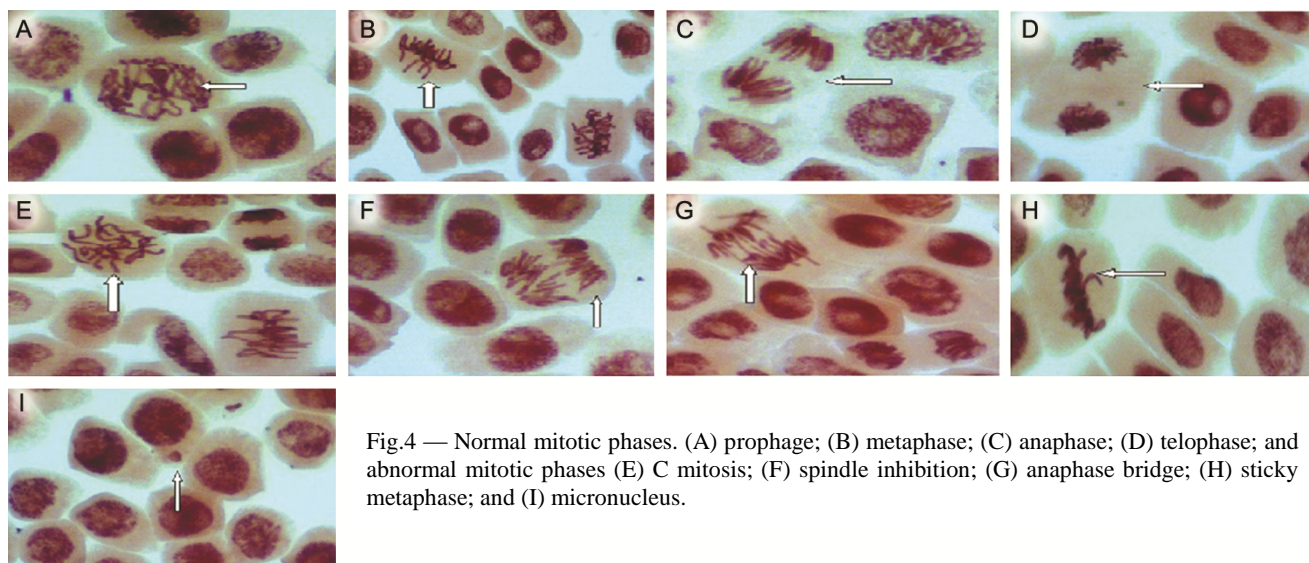 A
B
C
D
E
F
G
H
I
Fig.4 — Normal mitotic phases. (A) prophage; (B) metaphase; (C) anaphase; (D) telophase; and
abnormal mitotic phases (E) C mitosis; (F) spindle inhibition; (G) anaphase bridge; (H) sticky
metaphase; and (I) micronucleus.